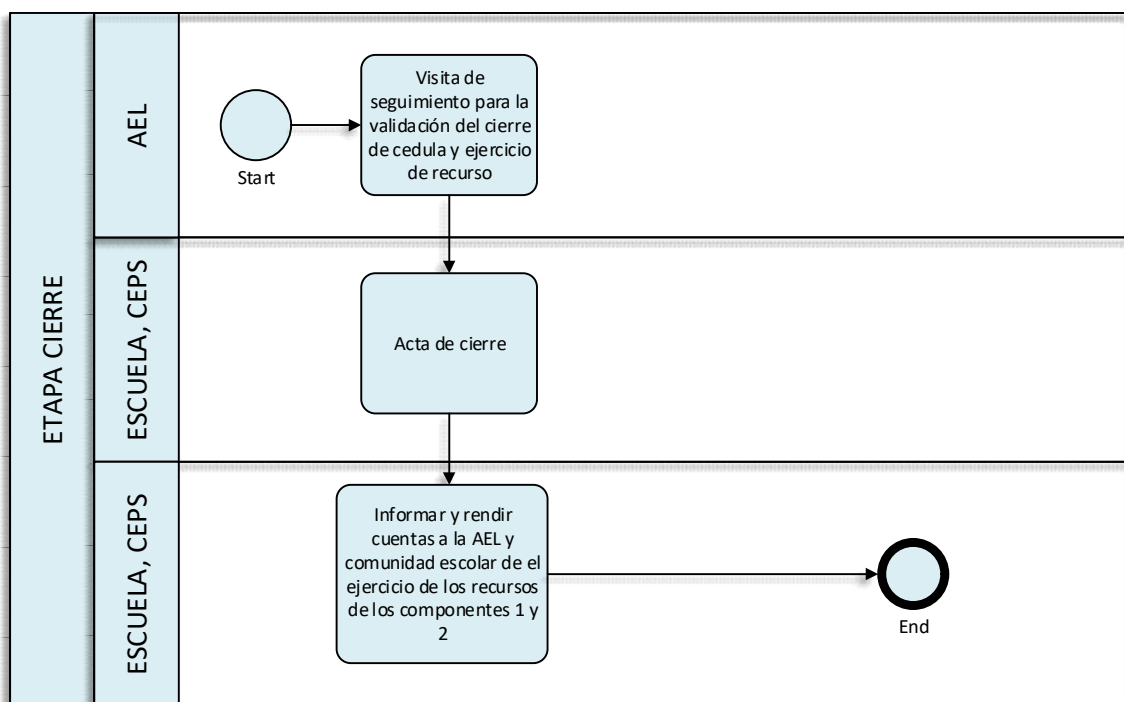 ETAPA CIERRE
AEL
Start
Visita de
seguimiento para la
validación del cierre
de cedula y ejercicio
de recurso
ESCUELA, CEPS
Acta de cierre
ESCUELA, CEPS
Informar y rendir
cuentas a la AEL y
comunidad escolar de el
ejercicio de los recursos
de los componentes 1 y
2
End